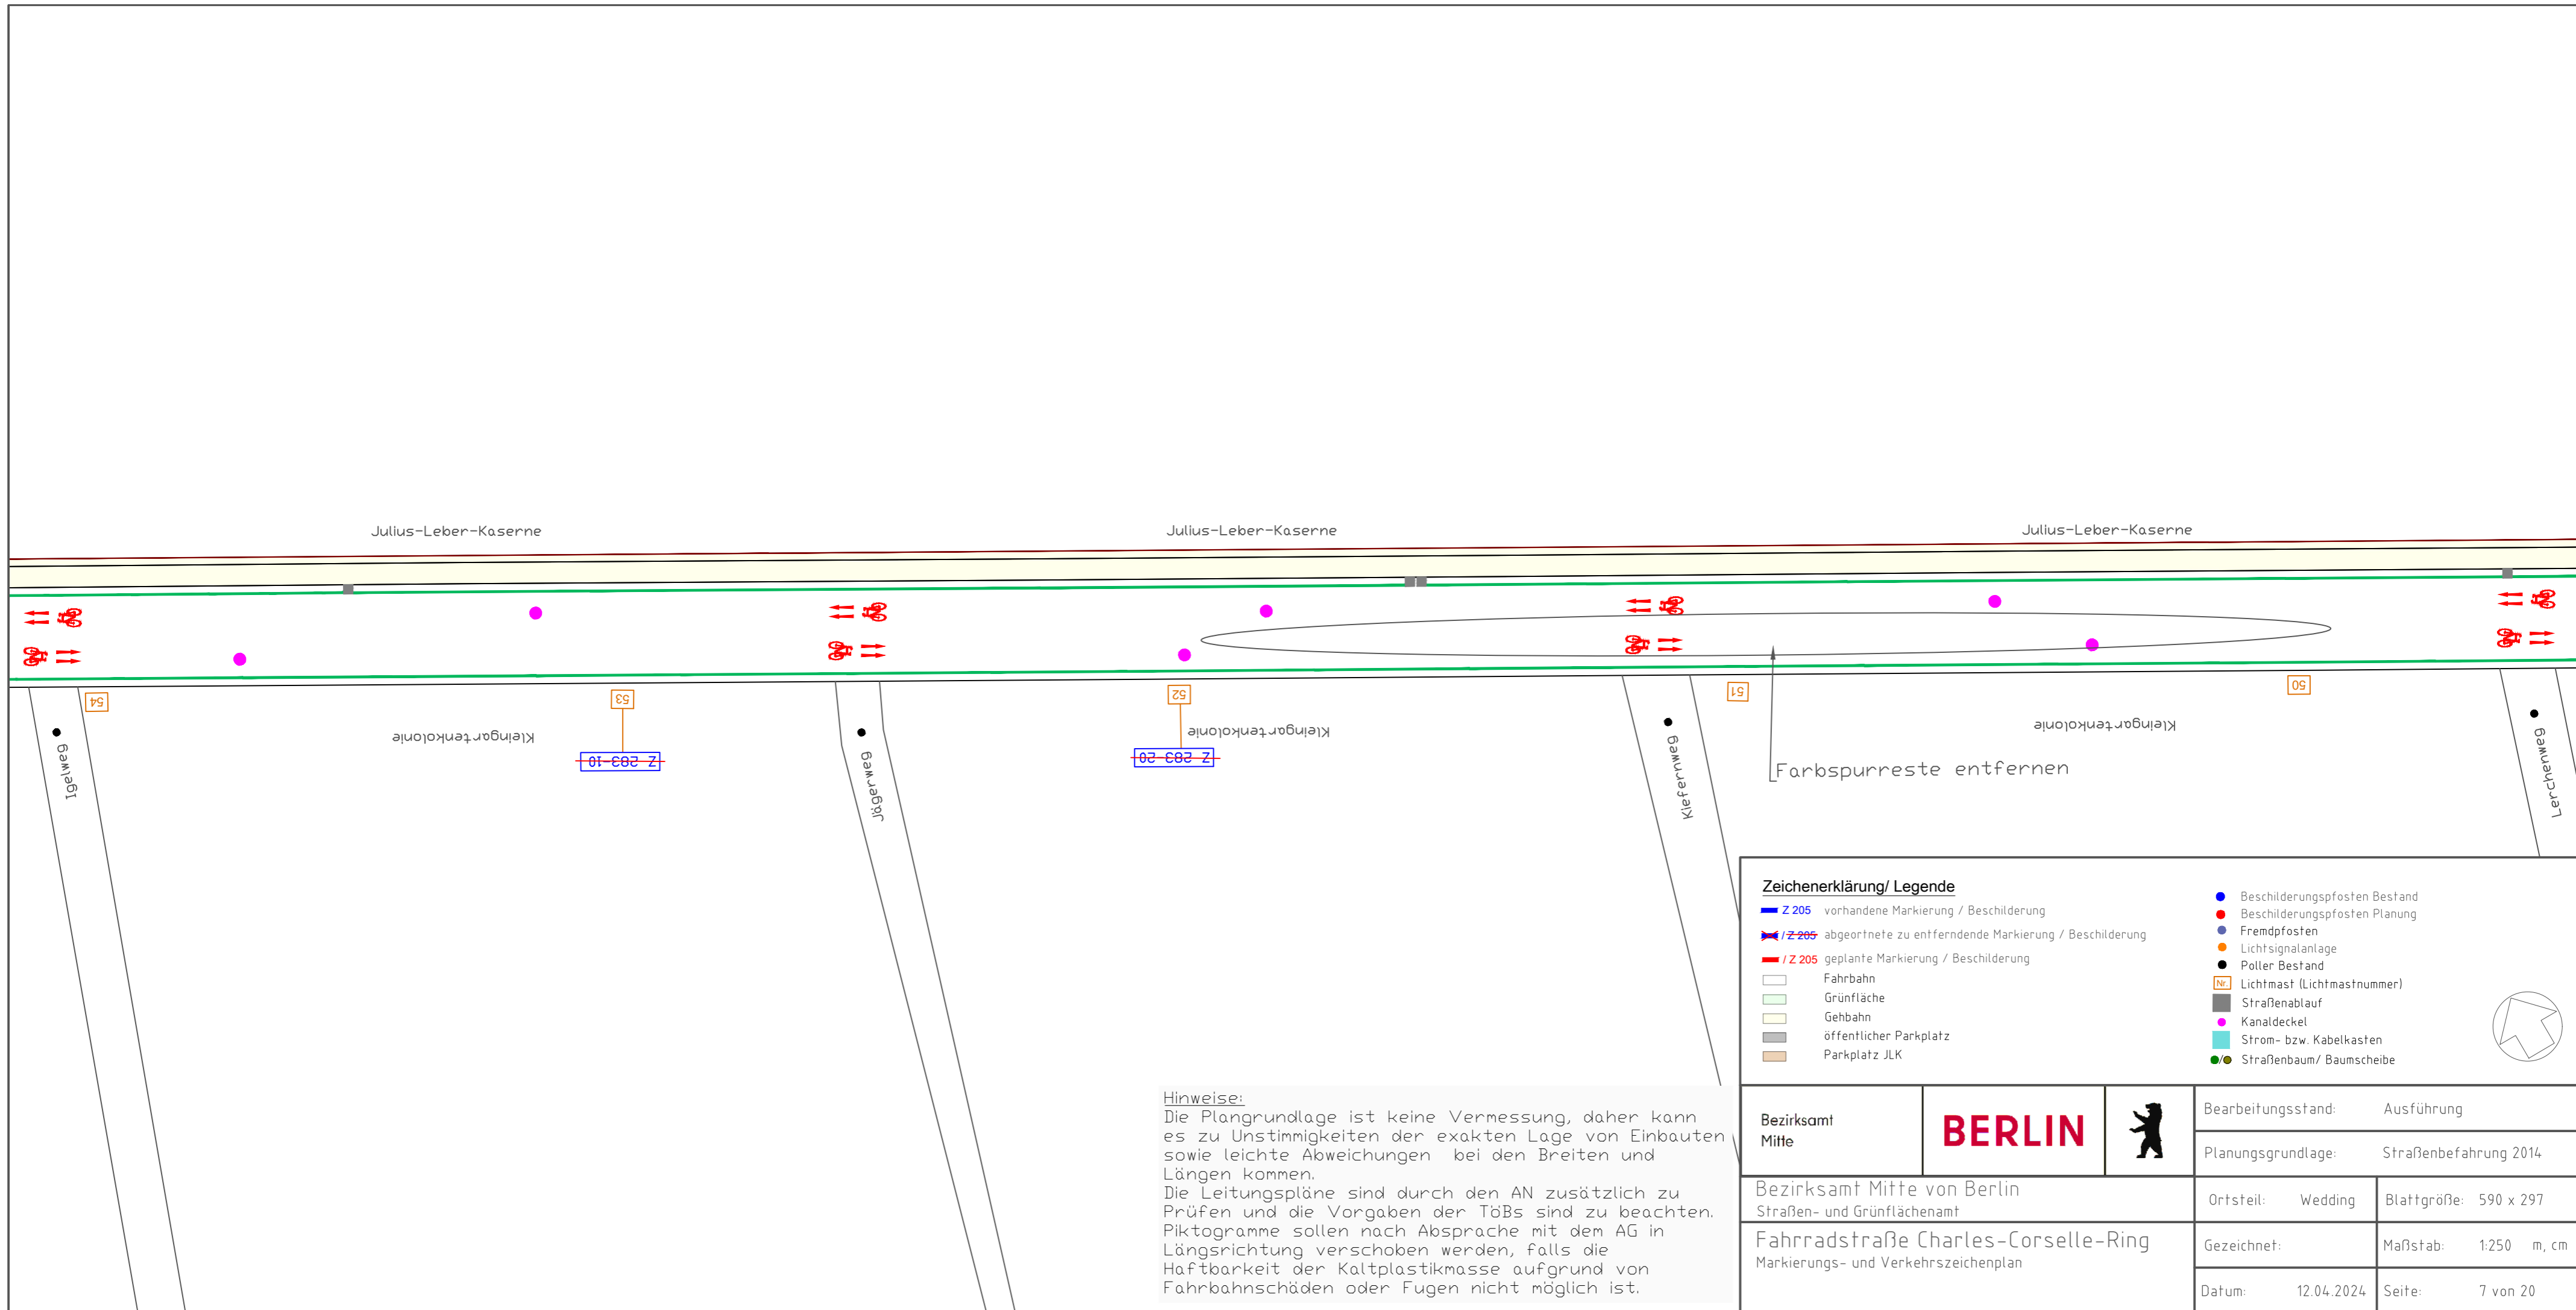 Julius-Leber-Kaserne
Julius-Leber-Kaserne
Julius-Leber-Kaserne
54
53
52
51
50
Kleingartenkolonie
Kleingartenkolonie
Kleingartenkolonie
Z 283-10
Z 283-20
Igelweg
Jägerweg
Kiefernweg
Lerchenweg
Farbspurreste entfernen
Zeichenerklärung/ Legende
Z 205 vorhandene Markierung / Beschilderung
/ Z 205 abgeortnete zu entferndende Markierung / Beschilderung
/ Z 205 geplante Markierung / Beschilderung
Fahrbahn
Grünfläche
Gehbahn
öffentlicher Parkplatz
Parkplatz JLK
Beschilderungspfosten Bestand
Beschilderungspfosten Planung
Fremdpfosten
Lichtsignalanlage
Poller Bestand
Nr. Lichtmast (Lichtmastnummer)
Straßenablauf
Kanaldeckel
Strom- bzw. Kabelkasten
/ Straßenbaum/ Baumscheibe
Hinweise:
Die Plangrundlage ist keine Vermessung, daher kann
es zu Unstimmigkeiten der exakten Lage von Einbauten
sowie leichte Abweichungen bei den Breiten und
Längen kommen.
Die Leitungspläne sind durch den AN zusätzlich zu
Prüfen und die Vorgaben der TöBs sind zu beachten.
Piktogramme sollen nach Absprache mit dem AG in
Längsrichtung verschoben werden, falls die
Haftbarkeit der Kaltplastikmasse aufgrund von
Fahrbahnschäden oder Fugen nicht möglich ist.
Bezirksamt
Mitte
BERLIN
Bearbeitungsstand: Ausführung
Planungsgrundlage: Straßenbefahrung 2014
Bezirksamt Mitte von Berlin
Straßen- und Grünflächenamt
Ortsteil: Wedding
Blattgröße: 590 x 297
Fahrradstraße Charles-Corselle-Ring
Markierungs- und Verkehrszeichenplan
Gezeichnet:
Maßstab: 1:250 m, cm
Datum: 12.04.2024
Seite: 7 von 20